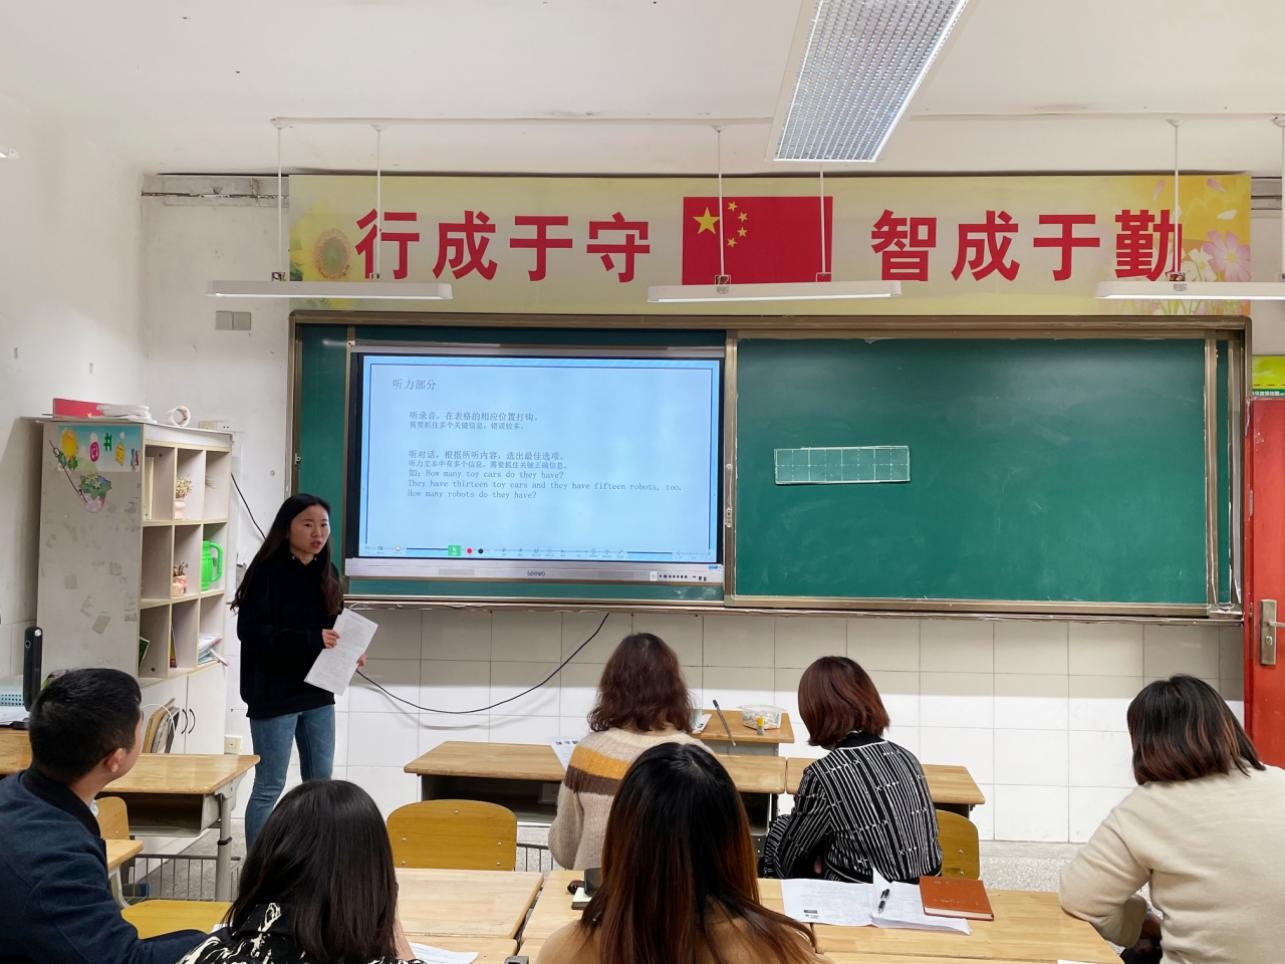 行成于守 智成于勤
听力部分
听录音，在表格的相应位置打钩。
需要抓住多个关键信息，错误较多。
听对话，根据所听内容，选出最佳选项。
听力文本中有多个信息，需要抓住关键正确信息。
如：How many toy cars do they have?
They have thirteen toy cars and they have fifteen robots, too.
How many robots do they have?
seewo